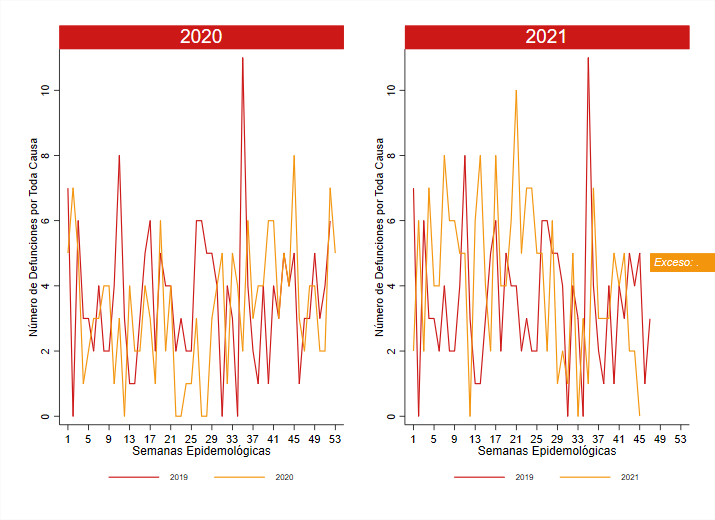 2020
Número de Defunciones por Toda Causa
10
8
6
4
2
0
1 5 9 13 17 21 25 29 33 37 41 45 49 53
Semanas Epidemológicas
2019 2020
2021
Número de Defunciones por Toda Causa
10
8
6
4
2
0
Exceso: .
1 5 9 13 17 21 25 29 33 37 41 45 49 53
Semanas Epidemológicas
2019 2021